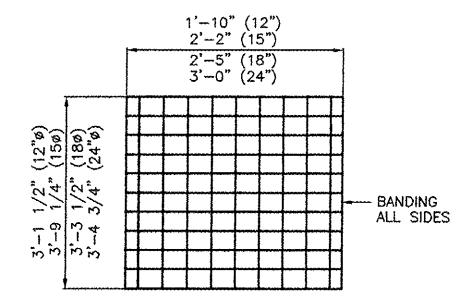 1'-10" (12")
2'-2" (15")
2'-5" (18")
3'-0" (24")
3'-1 1/2" (12"ø)
3'-9 1/4" (15ø)
3'-3 1/2" (18ø)
3'-4 3/4" (24"ø)
BANDING
ALL SIDES